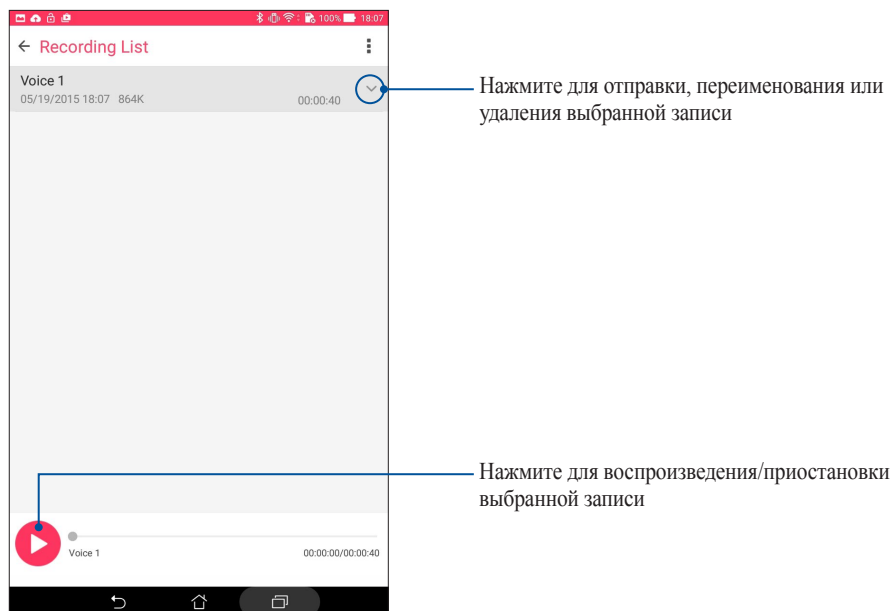 100% 18:07
Recording List
Voice 1
05/19/2015 18:07 864K 00:00:40
Нажмите для отправки, переименования или
удаления выбранной записи
Нажмите для воспроизведения/приостановки
выбранной записи
Voice 1 00:00:00/00:00:40